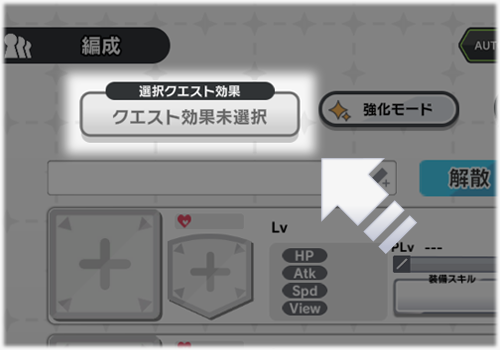 編成
AUT
選択クエスト効果
クエスト効果未選択
強化モード
解散
Lv
HP
Atk
Spd
View
PLv ---
装備スキル